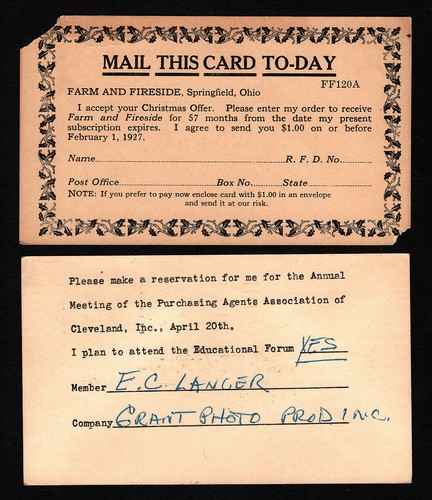 MAIL THIS CARD TO-DAY
FF120A
FARM AND FIRESIDE, Springfield, Ohio
I accept your Christmas Offer. Please enter my order to receive
Farm and Fireside for 57 months from the date my present
subscription expires. I agree to send you $1.00 on or before
February 1, 1927.
Name R. F. D. No.
Post Office Box No. State
NOTE: If you prefer to pay now enclose card with $1.00 in an envelope
and send it at our risk.
Please make a reservation for me for the Annual
Meeting of the Purchasing Agents Association of
Cleveland, Inc., April 20th.
I plan to attend the Educational Forum YES
Member E.C. LANGER
Company GRANT PHOTO PROD INC.